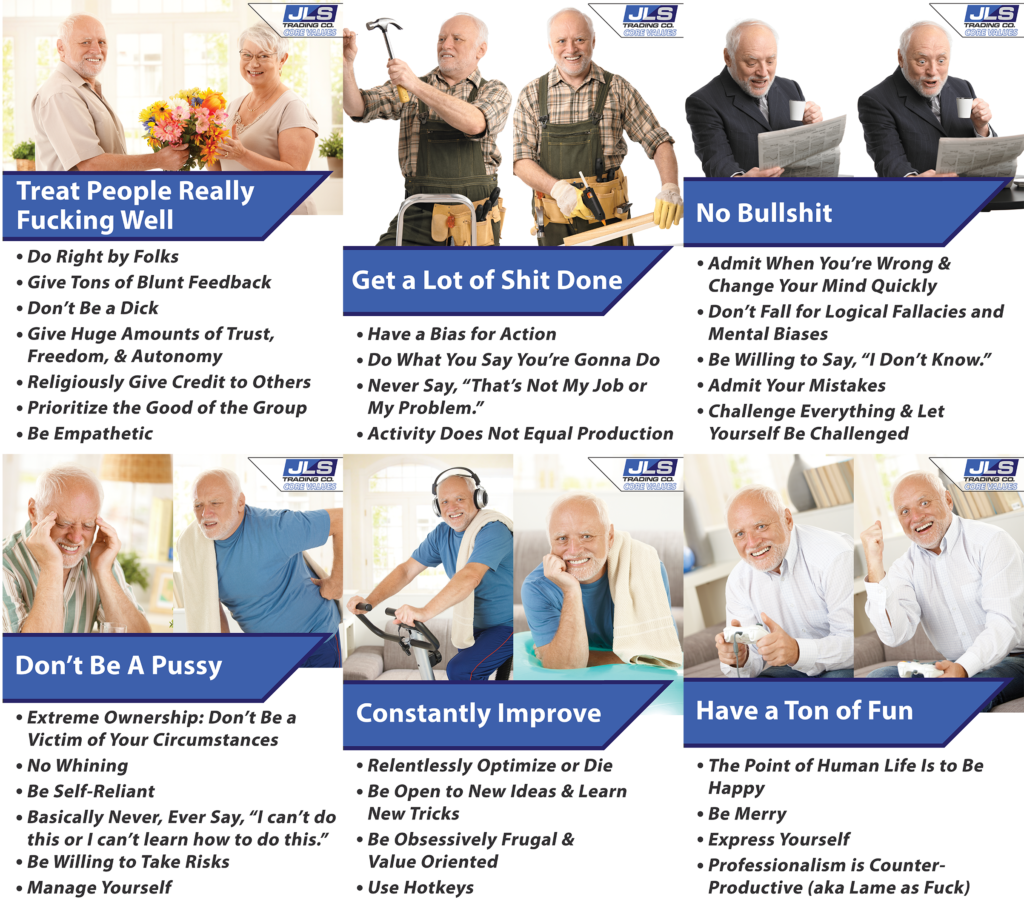 JLS
TRADING CO.
CORE VALUES
Treat People Really
Fucking Well
• Do Right by Folks
• Give Tons of Blunt Feedback
• Don't Be a Dick
• Give Huge Amounts of Trust,
Freedom, & Autonomy
• Religiously Give Credit to Others
• Prioritize the Good of the Group
• Be Empathetic
JLS
TRADING CO.
CORE VALUES
Get a Lot of Shit Done
• Have a Bias for Action
• Do What You Say You're Gonna Do
• Never Say, “That's Not My Job or
My Problem.”
• Activity Does Not Equal Production
JLS
TRADING CO.
CORE VALUES
No Bullshit
• Admit When You're Wrong &
Change Your Mind Quickly
• Don't Fall for Logical Fallacies and
Mental Biases
• Be Willing to Say, “I Don't Know.”
• Admit Your Mistakes
• Challenge Everything & Let
Yourself Be Challenged
JLS
TRADING CO.
CORE VALUES
Don't Be A Pussy
• Extreme Ownership: Don't Be a
Victim of Your Circumstances
• No Whining
• Be Self-Reliant
• Basically Never, Ever Say, “I can't do
this or I can't learn how to do this.”
• Be Willing to Take Risks
• Manage Yourself
JLS
TRADING CO.
CORE VALUES
Constantly Improve
• Relentlessly Optimize or Die
• Be Open to New Ideas & Learn
New Tricks
• Be Obsessively Frugal &
Value Oriented
• Use Hotkeys
JLS
TRADING CO.
CORE VALUES
Have a Ton of Fun
• The Point of Human Life Is to Be
Happy
• Be Merry
• Express Yourself
• Professionalism is Counter-
Productive (aka Lame as Fuck)